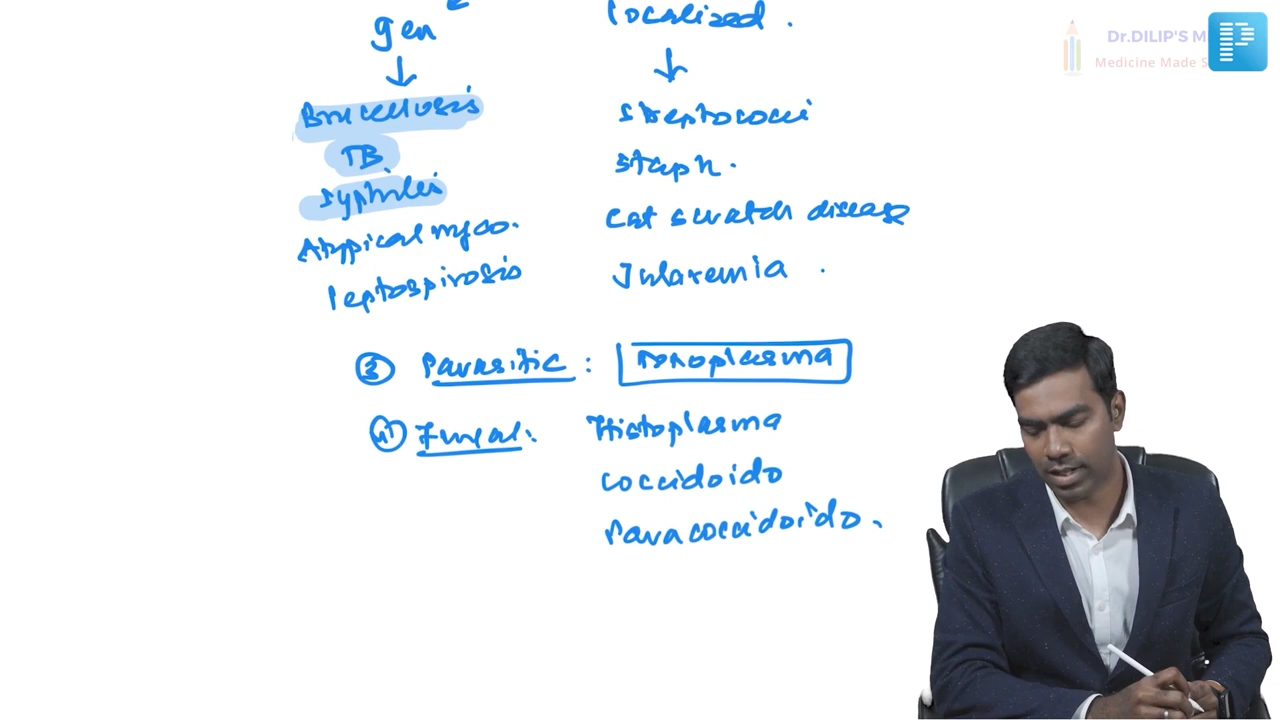 gen
localized.
Brucellosis
TB
Syphilis
Atypical myco.
leptospirosis
Streptococci
Staph.
Cat scratch disease
Tularemia.
③ Parasitic: Toxoplasma
④ Fungal: Histoplasma
Coccidoido
Paracoccidoido.
Dr.DILIP'S M
Medicine Made S